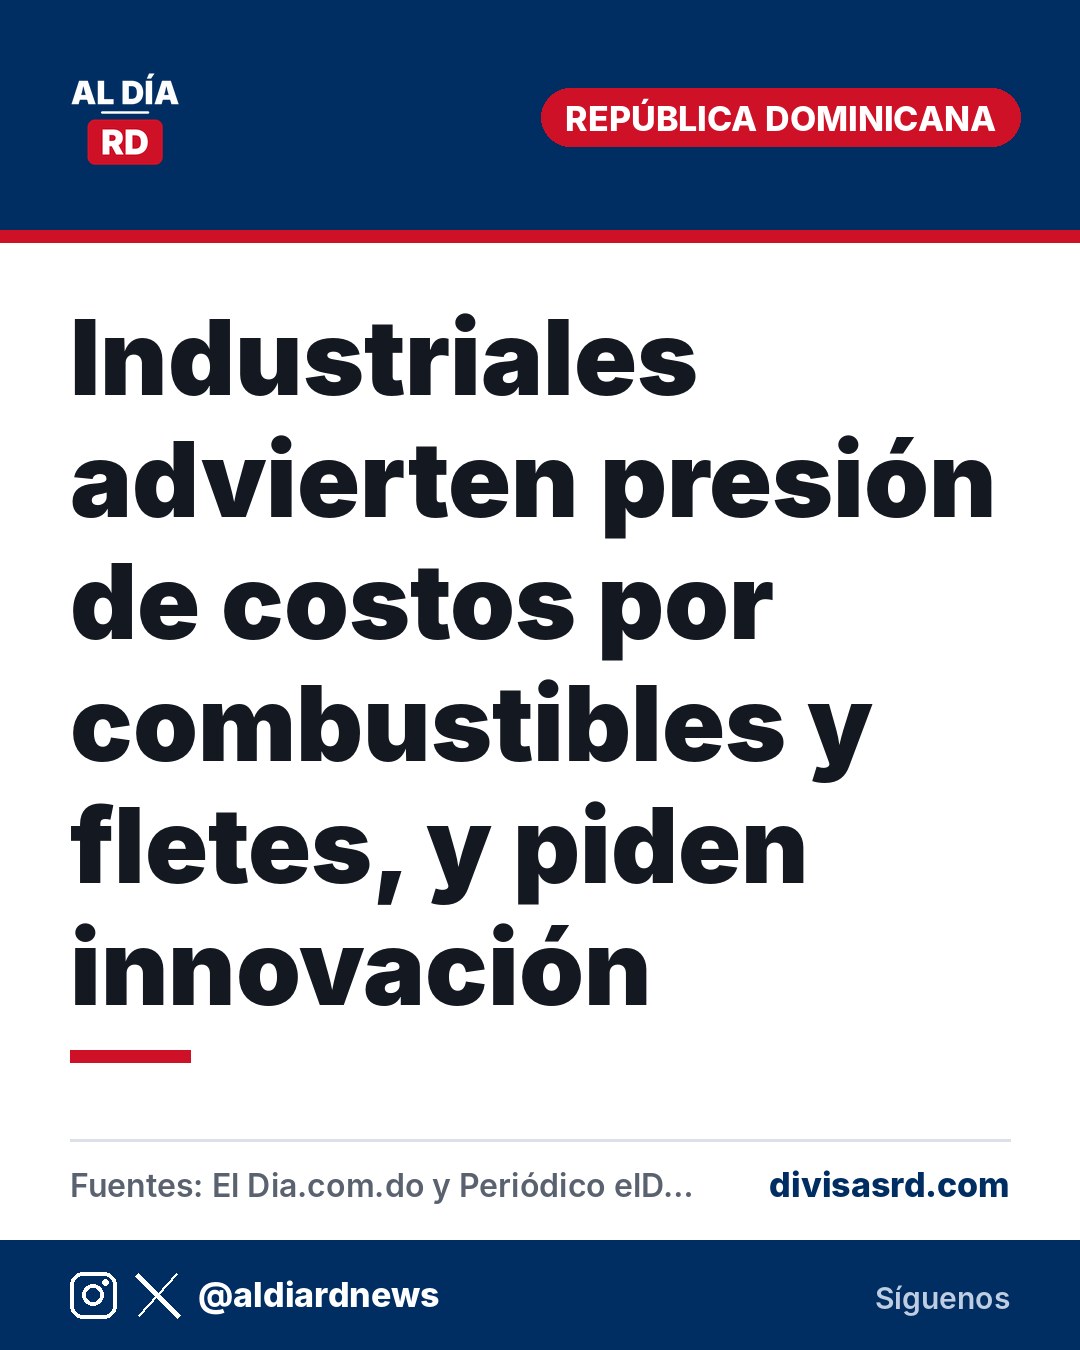 AL DÍA
RD
REPÚBLICA DOMINICANA
Industriales
advierten presión
de costos por
combustibles y
fletes, y piden
innovación
Fuentes: El Dia.com.do y Periódico elD...
divisasrd.com
@aldiardnews
Síguenos